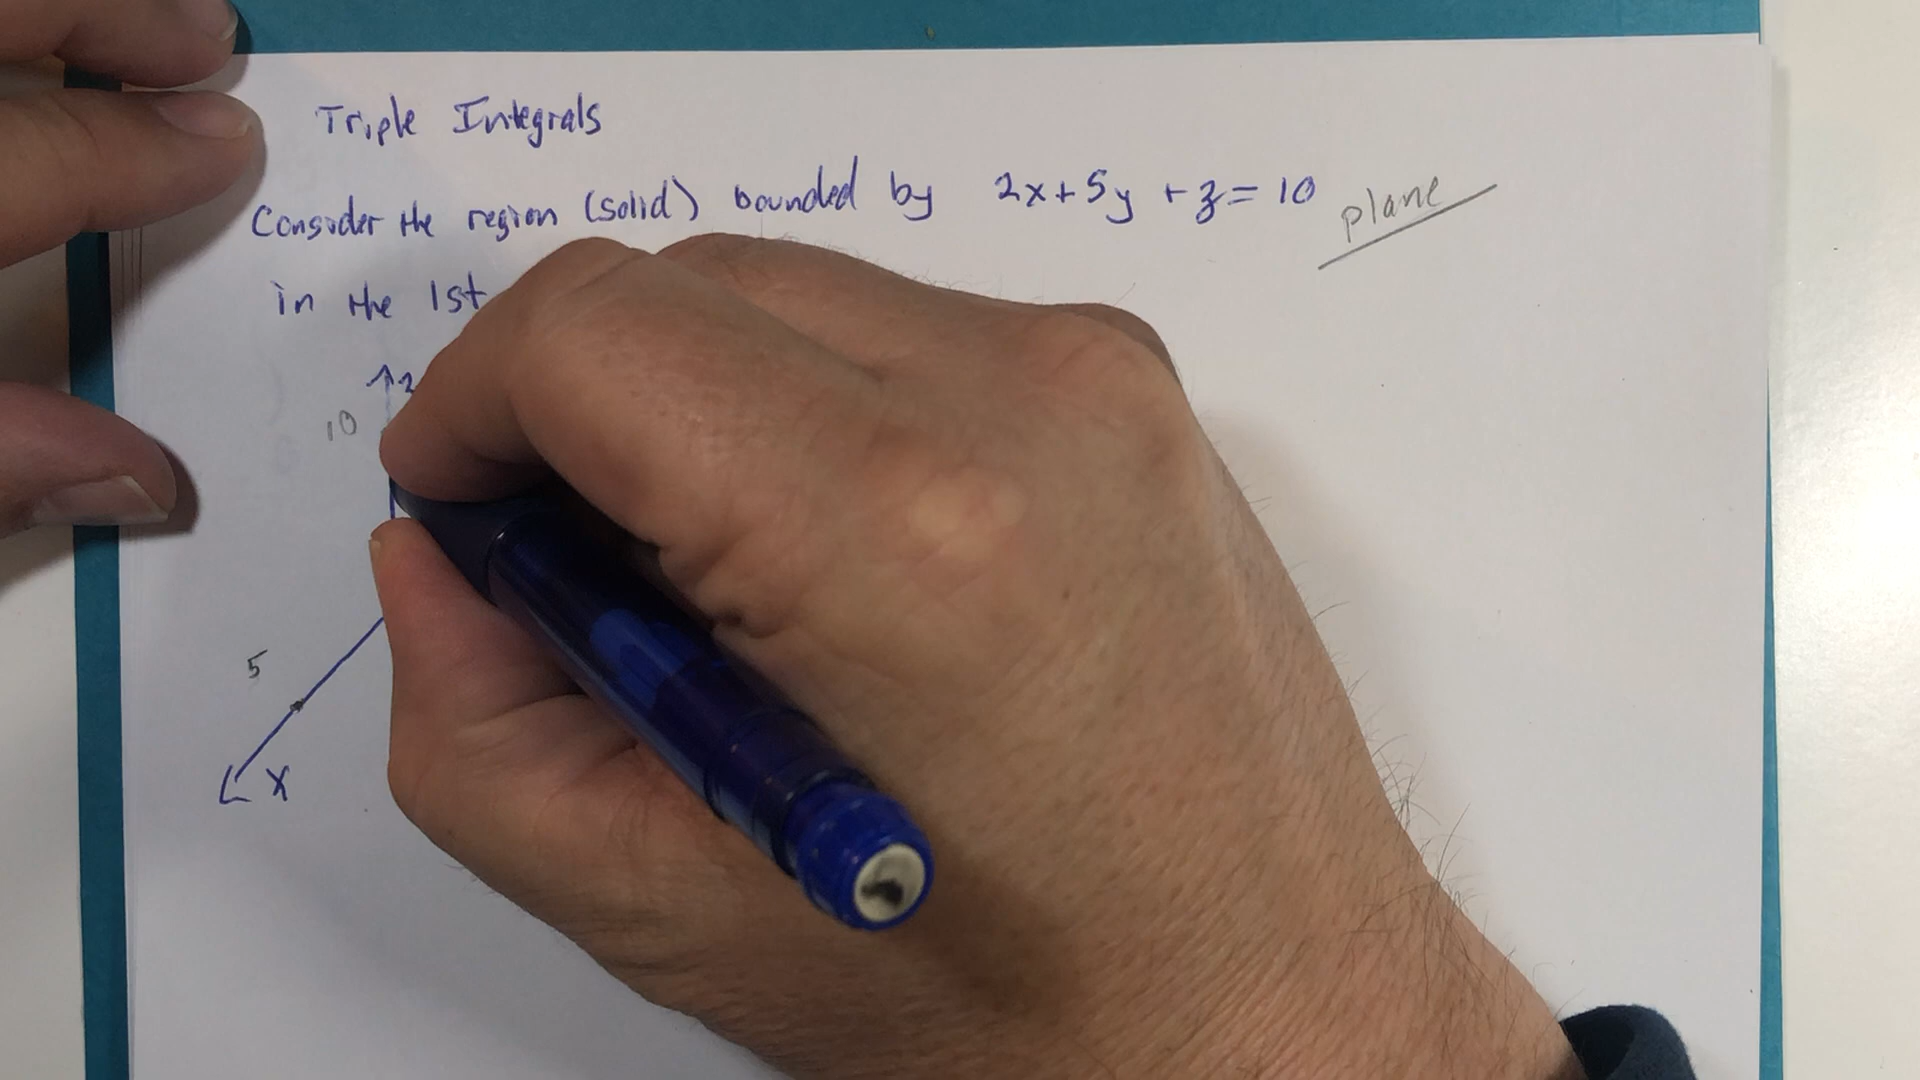 Triple Integrals
Consider the region (solid) bounded by 2x+5y+z=10 plane
in the 1st
z
10
5
x